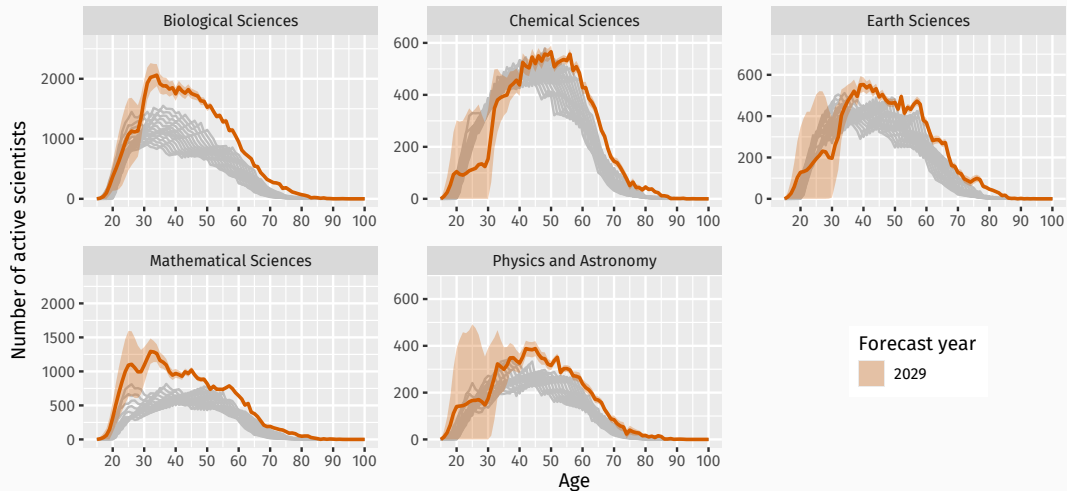 Biological Sciences
Chemical Sciences
Earth Sciences
2000
1000
0
20 30 40 50 60 70 80 90 100
600
400
200
0
20 30 40 50 60 70 80 90 100
600
400
200
0
20 30 40 50 60 70 80 90 100
Number of active scientists
Mathematical Sciences
Physics and Astronomy
2000
1500
1000
500
0
20 30 40 50 60 70 80 90 100
600
400
200
0
20 30 40 50 60 70 80 90 100
Age
Forecast year
2029